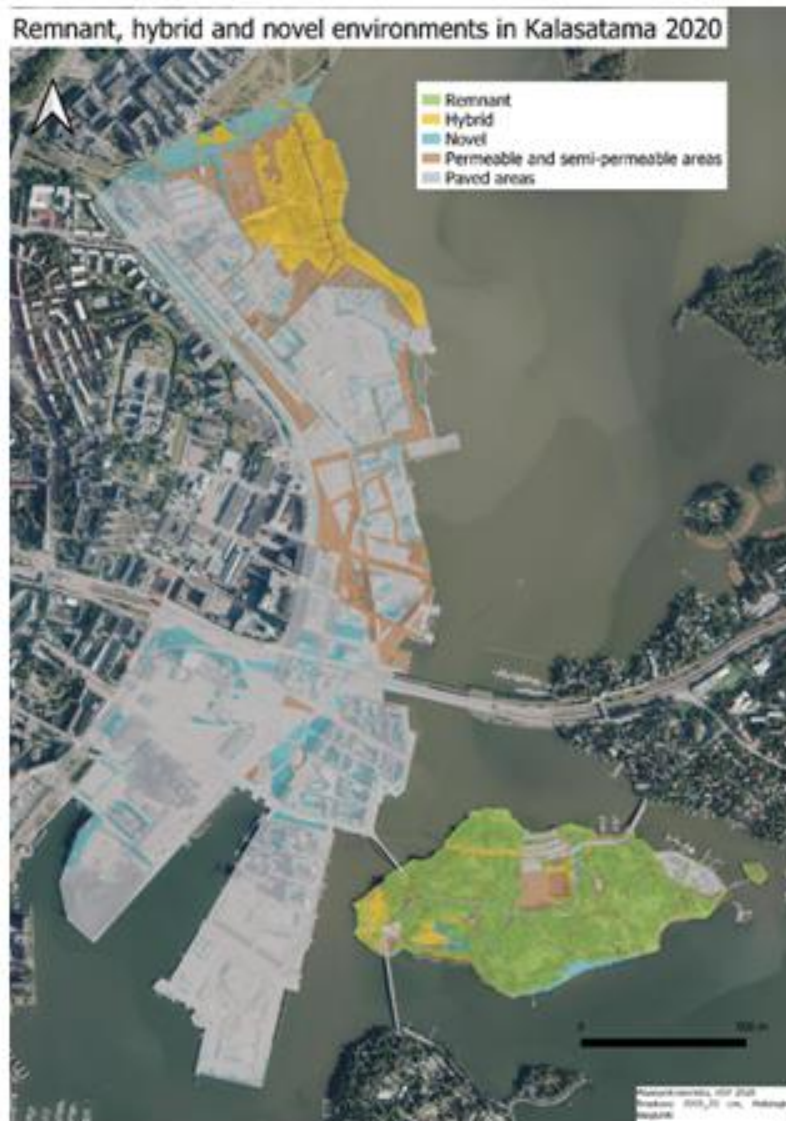 Remnant, hybrid and novel environments in Kalasatama 2020
Remnant
Hybrid
Novel
Permeable and semi-permeable areas
Paved areas
0